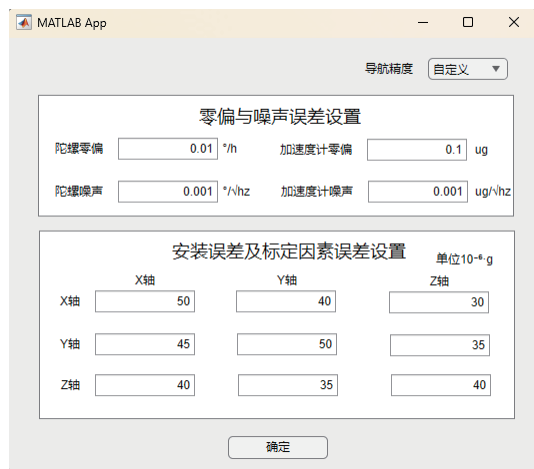 MATLAB App
导航精度 自定义
零偏与噪声误差设置
陀螺零偏 0.01 °/h 加速度计零偏 0.1 ug
陀螺噪声 0.001 °/√hz 加速度计噪声 0.001 ug/√hz
安装误差及标定因素误差设置 单位10⁻⁶·g
X轴 Y轴 Z轴
X轴 50 40 30
Y轴 45 50 35
Z轴 40 35 40
确定